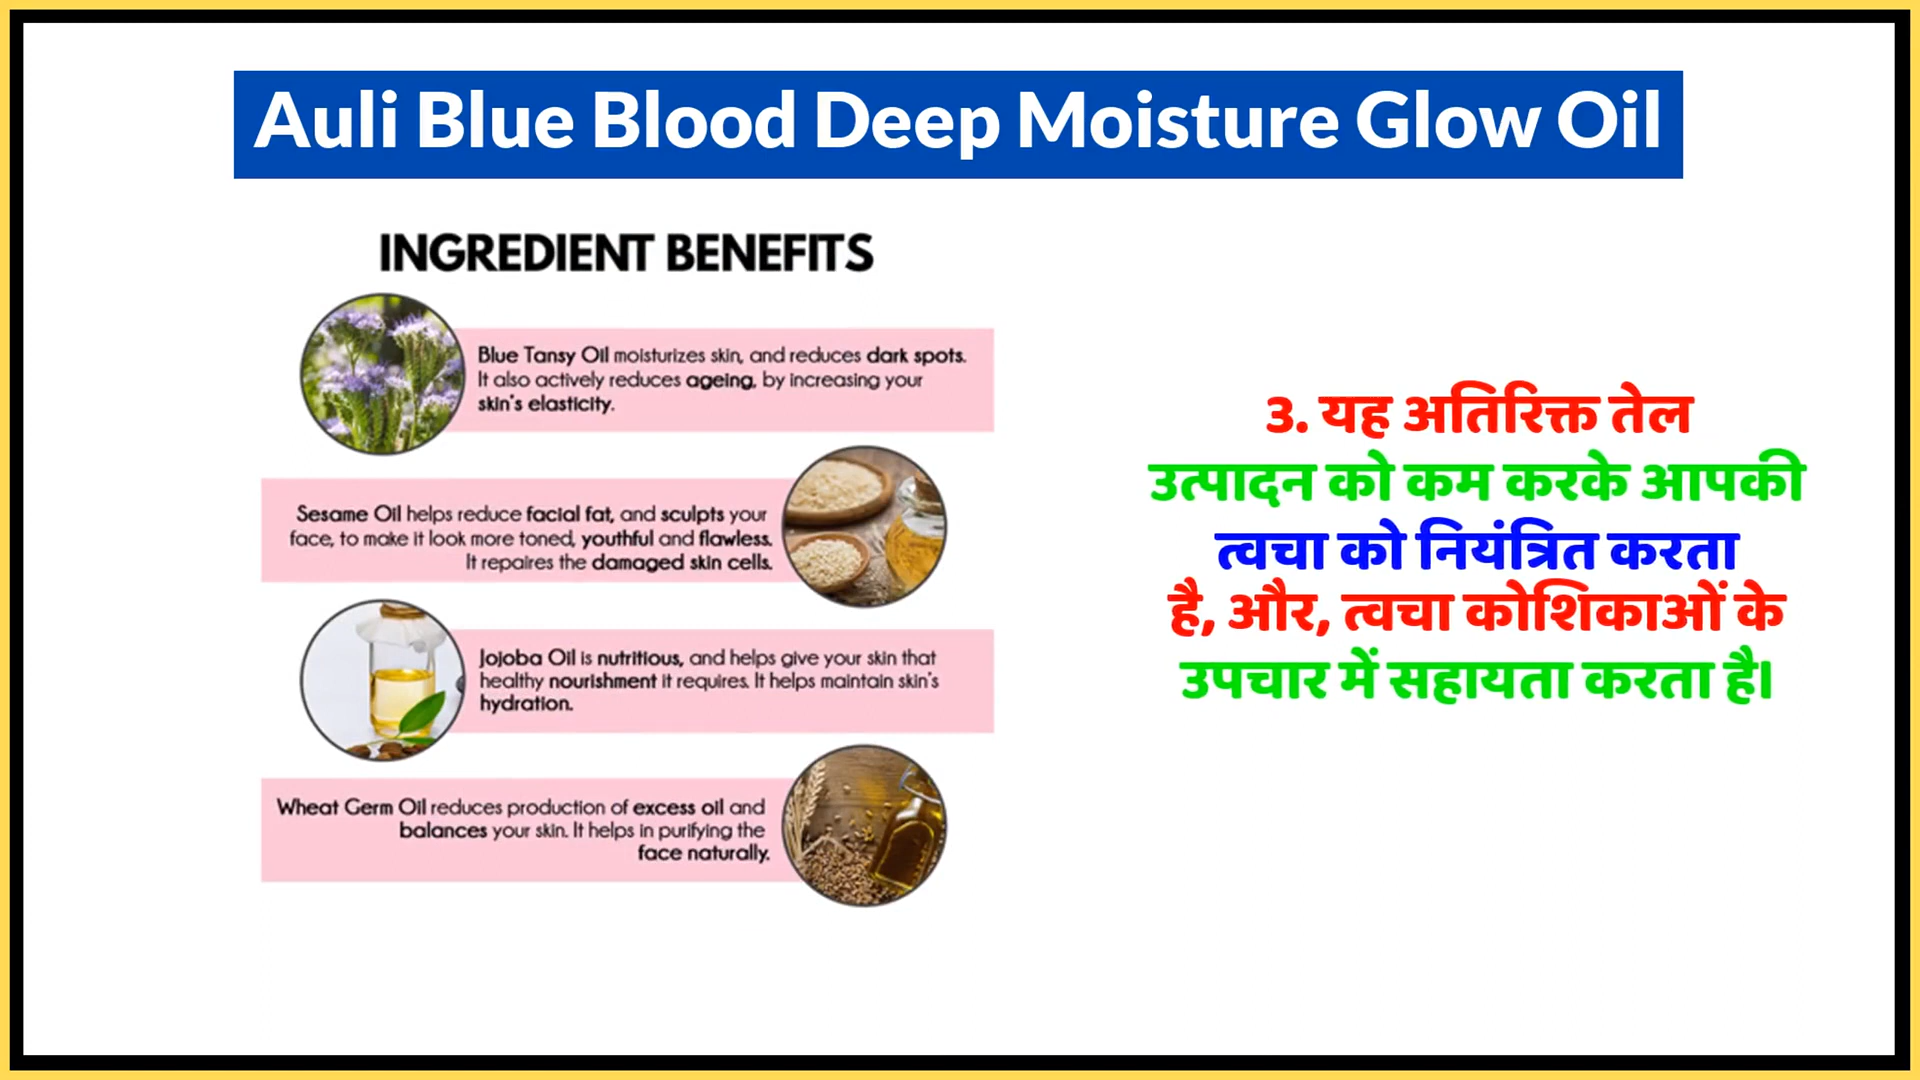 Auli Blue Blood Deep Moisture Glow Oil
INGREDIENT BENEFITS
Blue Tansy Oil moisturizes skin, and reduces dark spots.
It also actively reduces ageing, by increasing your
skin's elasticity.
Sesame Oil helps reduce facial fat, and sculpts your
face, to make it look more toned, youthful and flawless.
It repaires the damaged skin cells.
Jojoba Oil is nutritious, and helps give your skin that
healthy nourishment it requires. It helps maintain skin's
hydration.
Wheat Germ Oil reduces production of excess oil and
balances your skin. It helps in purifying the
face naturally.
3. यह अतिरिक्त तेल
उत्पादन को कम करके आपकी
त्वचा को नियंत्रित करता
है, और, त्वचा कोशिकाओं के
उपचार में सहायता करता है।